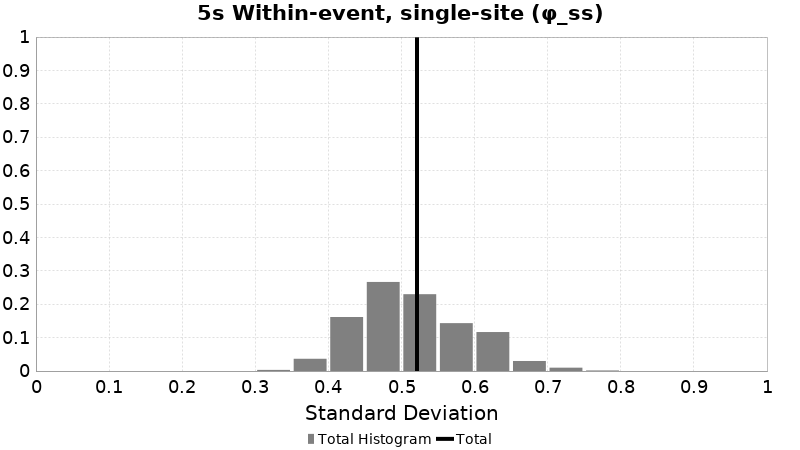 5s Within-event, single-site (φ_ss)
1
0.9
0.8
0.7
0.6
0.5
0.4
0.3
0.2
0.1
0
0 0.1 0.2 0.3 0.4 0.5 0.6 0.7 0.8 0.9 1
Standard Deviation
Total Histogram Total